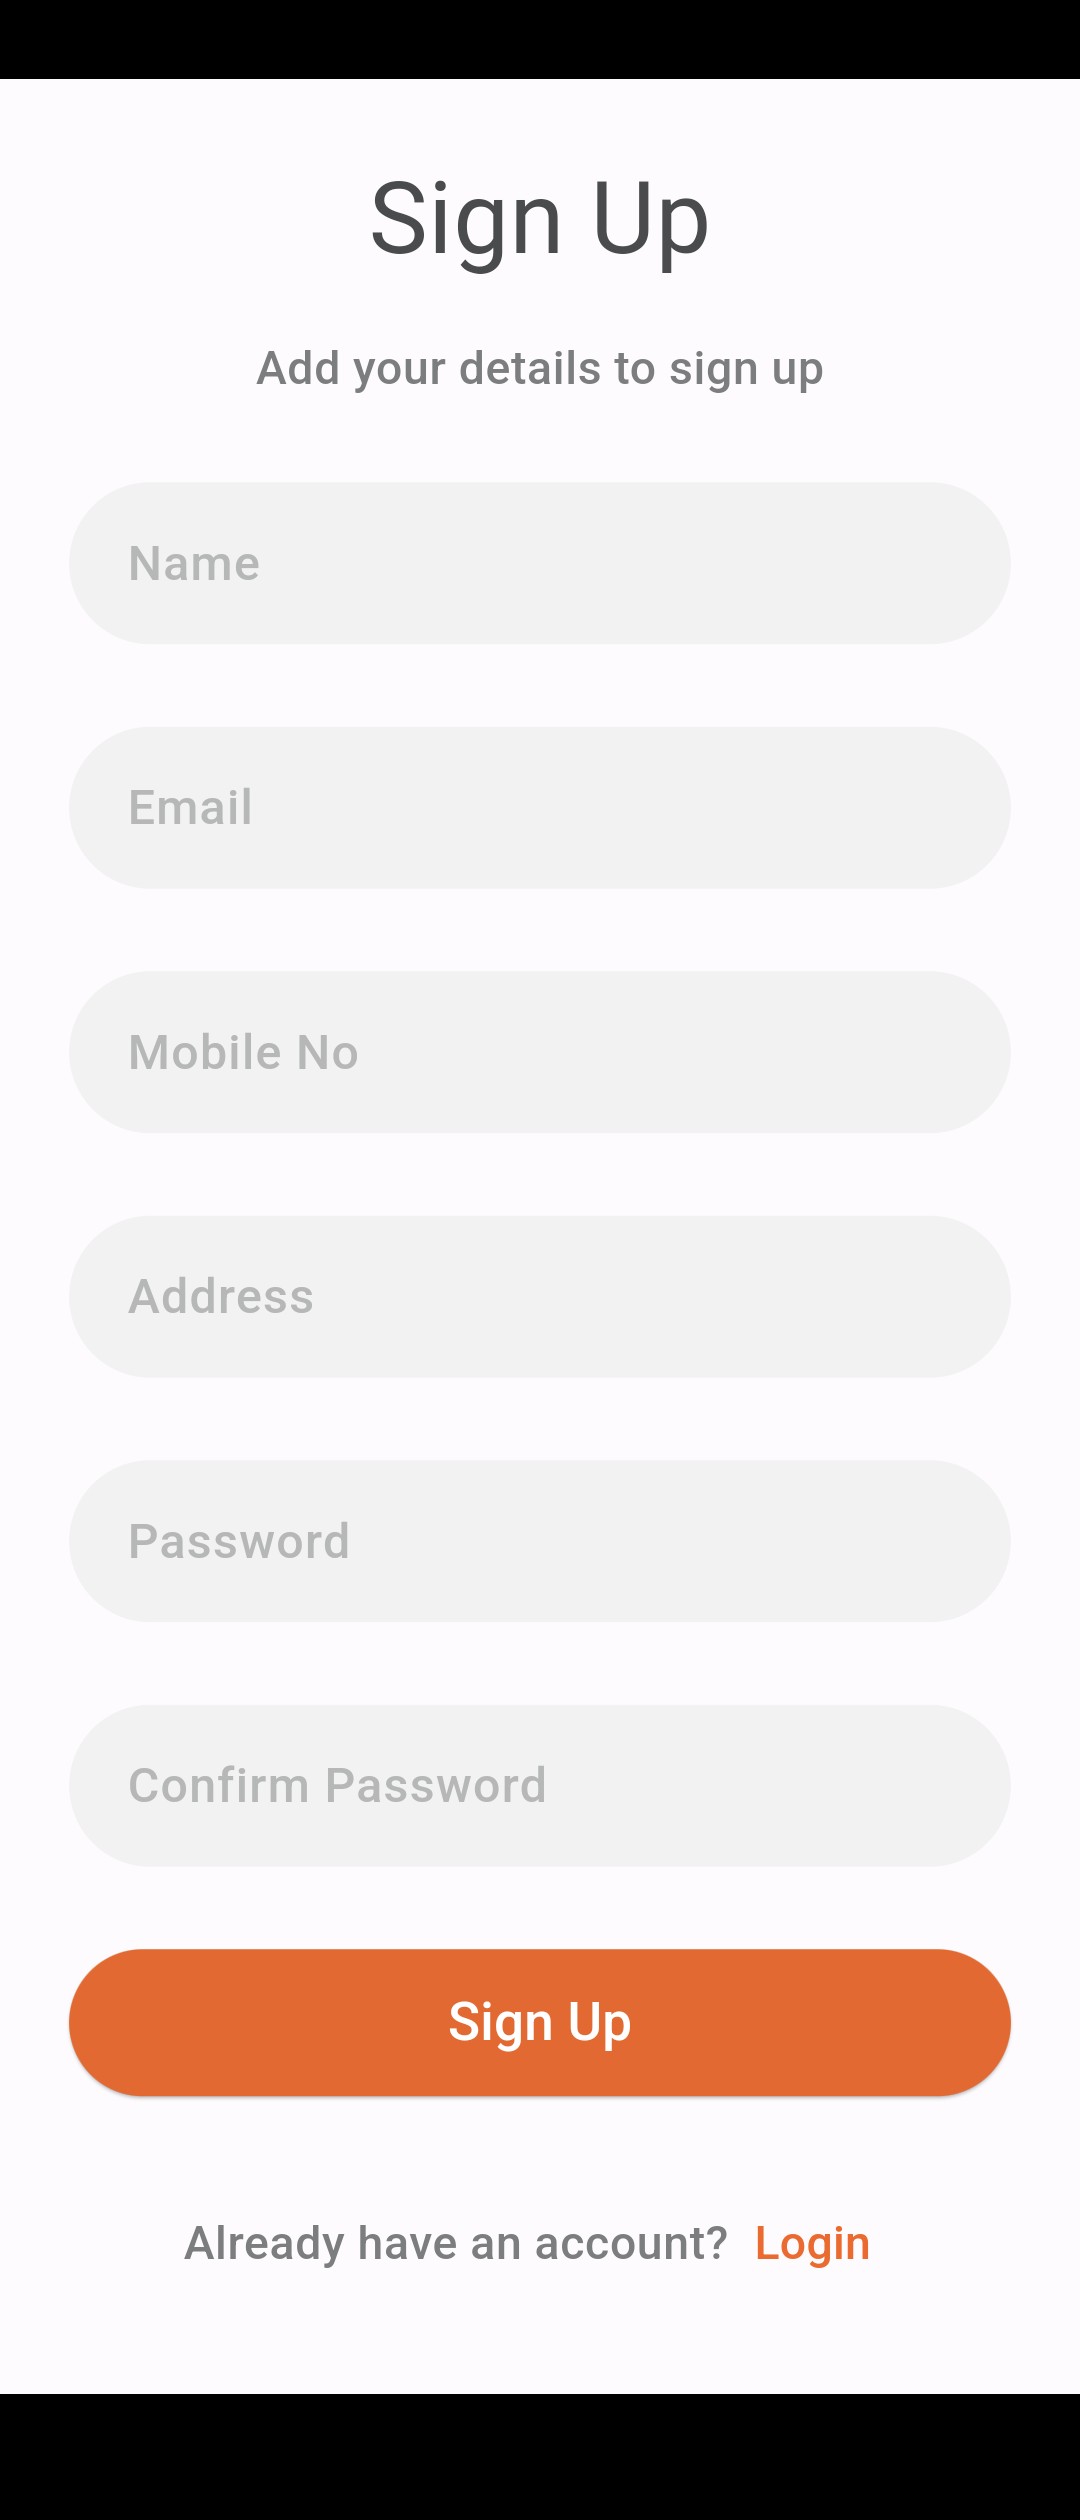 Sign Up
Add your details to sign up
Name
Email
Mobile No
Address
Password
Confirm Password
Sign Up
Already have an account? Login